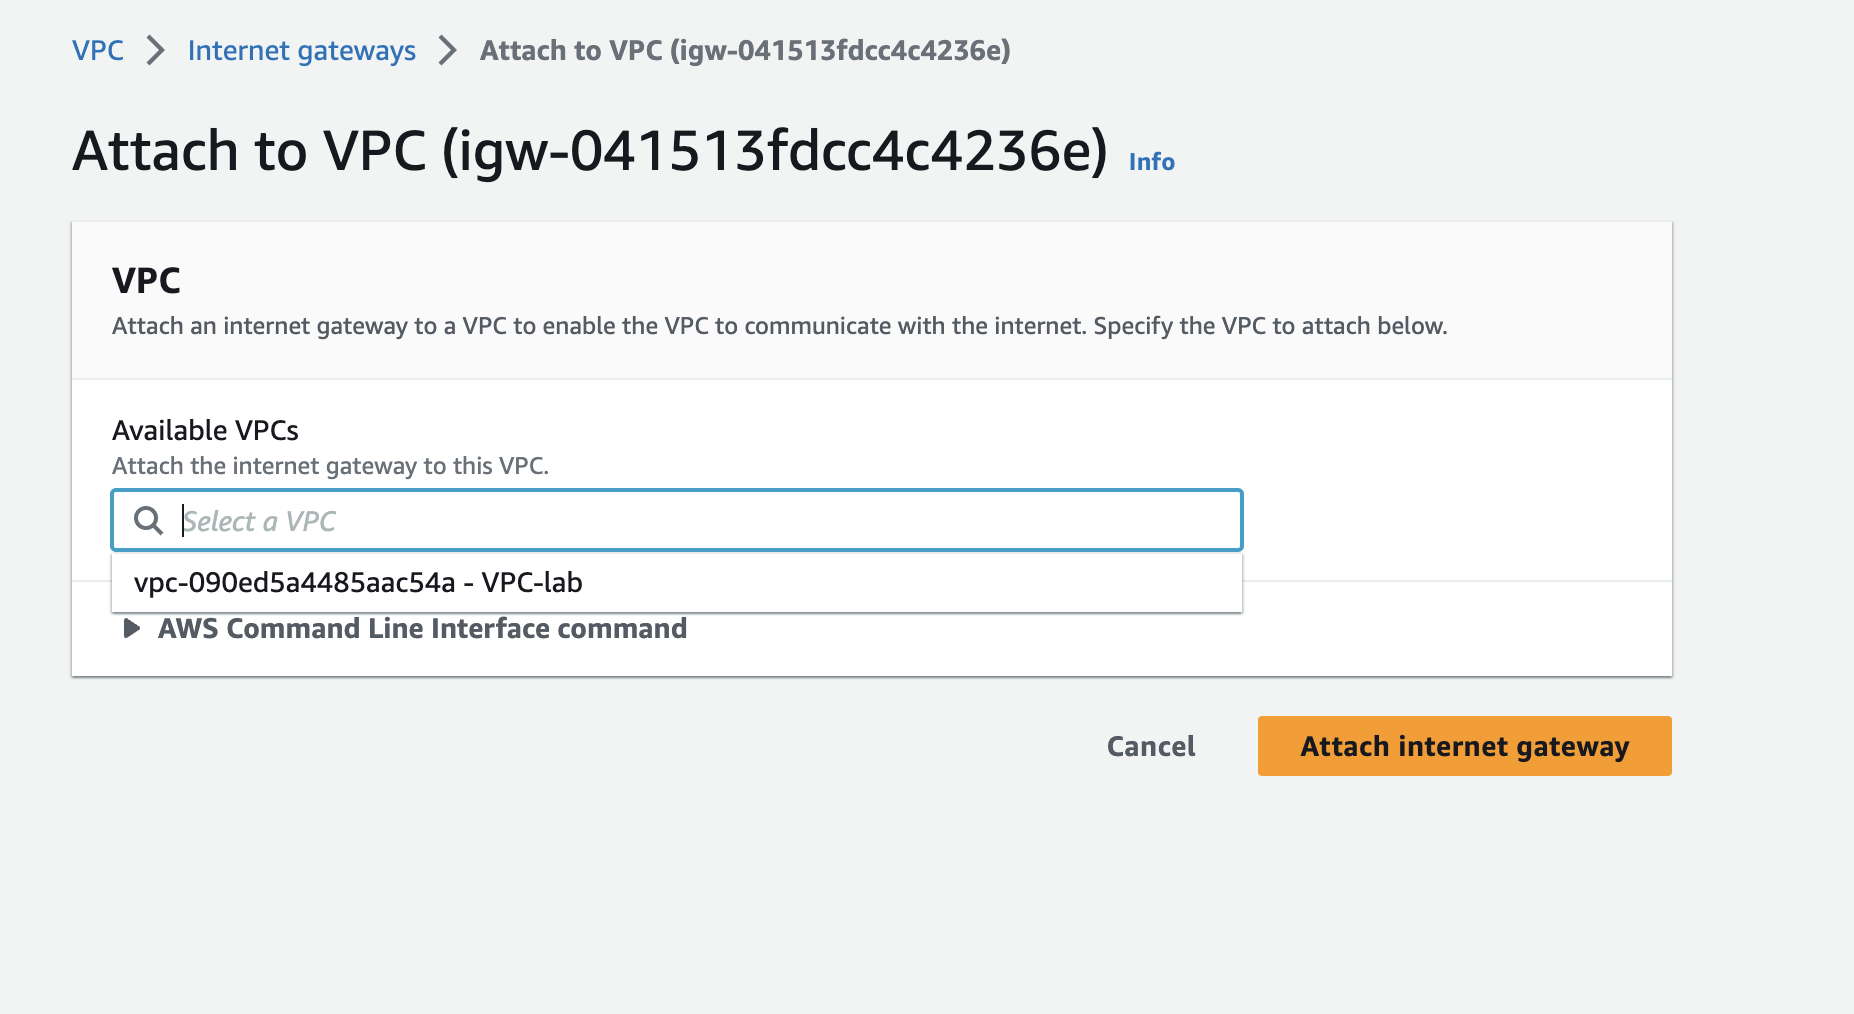 VPC > Internet gateways > Attach to VPC (igw-041513fdcc4c4236e)
Attach to VPC (igw-041513fdcc4c4236e) Info
VPC
Attach an internet gateway to a VPC to enable the VPC to communicate with the internet. Specify the VPC to attach below.
Available VPCs
Attach the internet gateway to this VPC.
Select a VPC
vpc-090ed5a4485aac54a - VPC-lab
AWS Command Line Interface command
Cancel Attach internet gateway